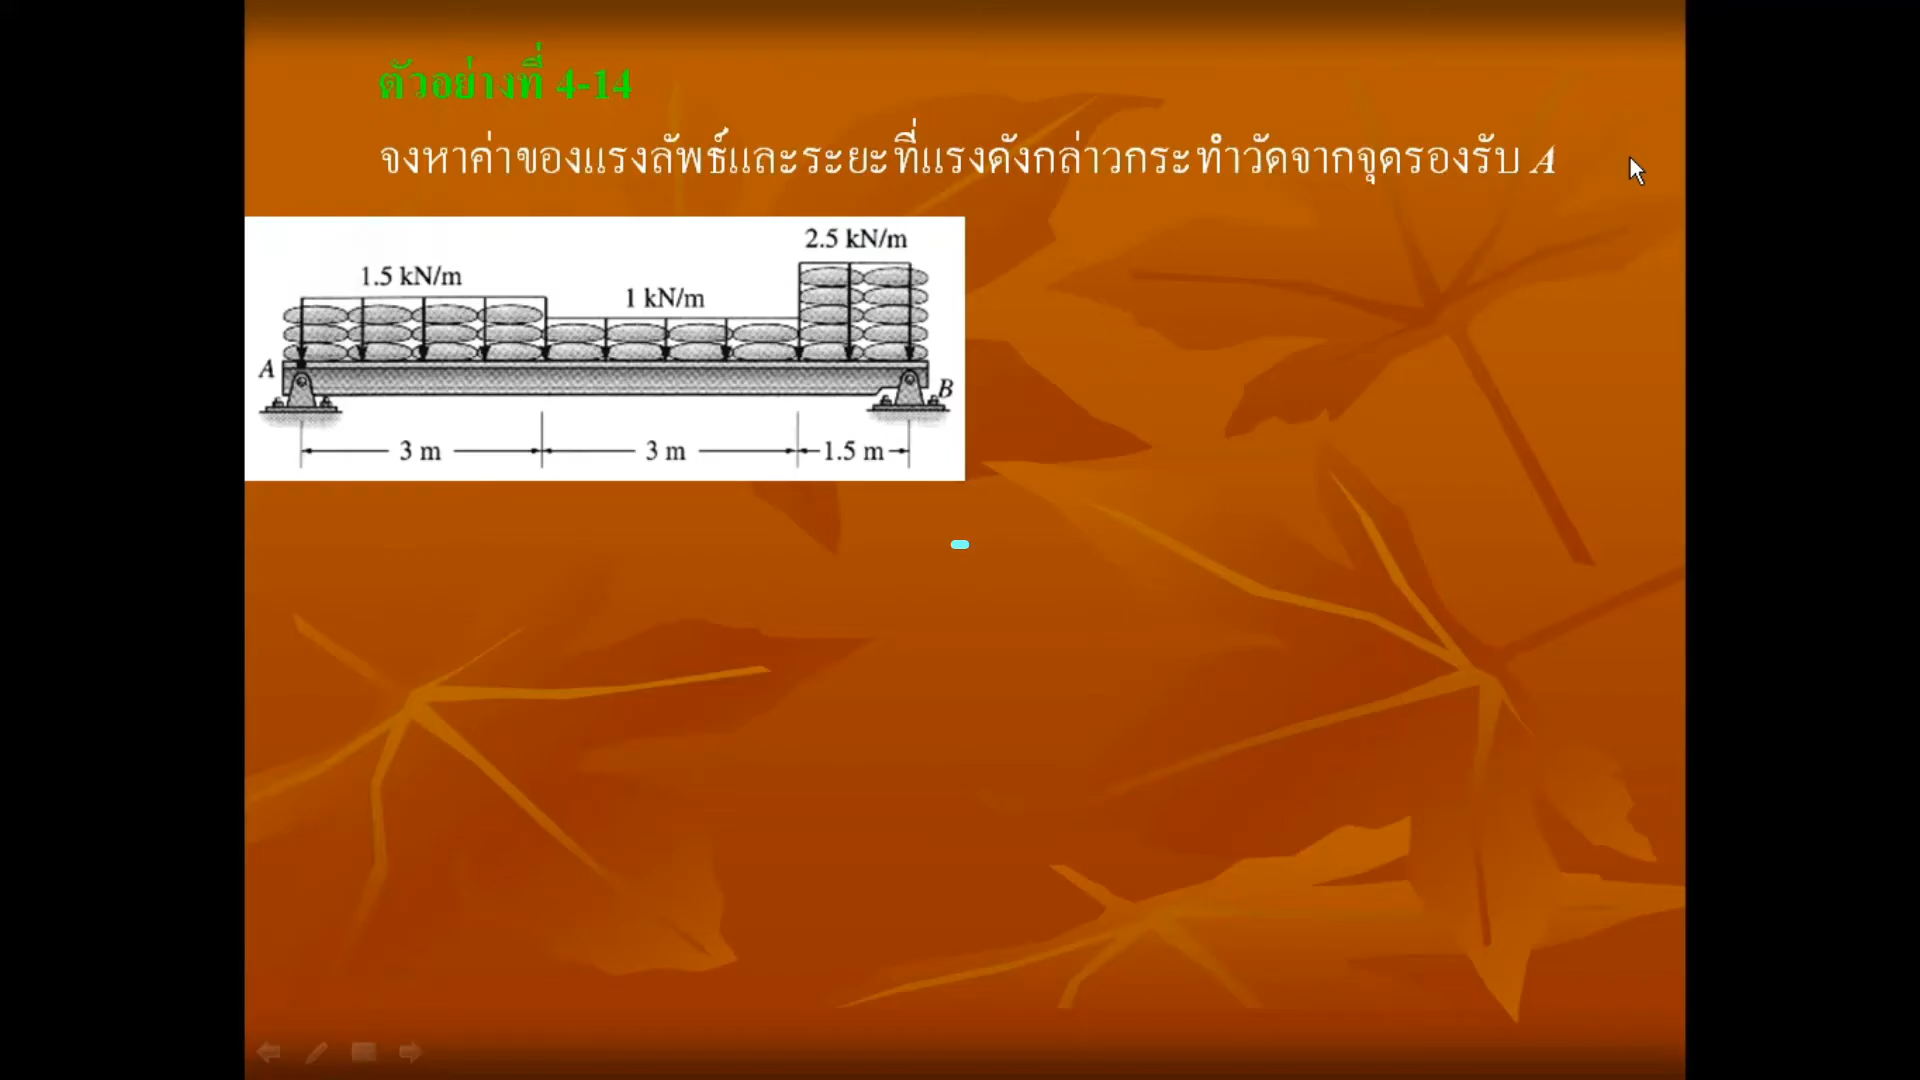 ตัวอย่างที่ 4-14
จงหาค่าของแรงลัพธ์และระยะที่แรงดังกล่าวกระทำวัดจากจุดรองรับ A
2.5 kN/m
1.5 kN/m
1 kN/m
A
B
3 m 3 m 1.5 m